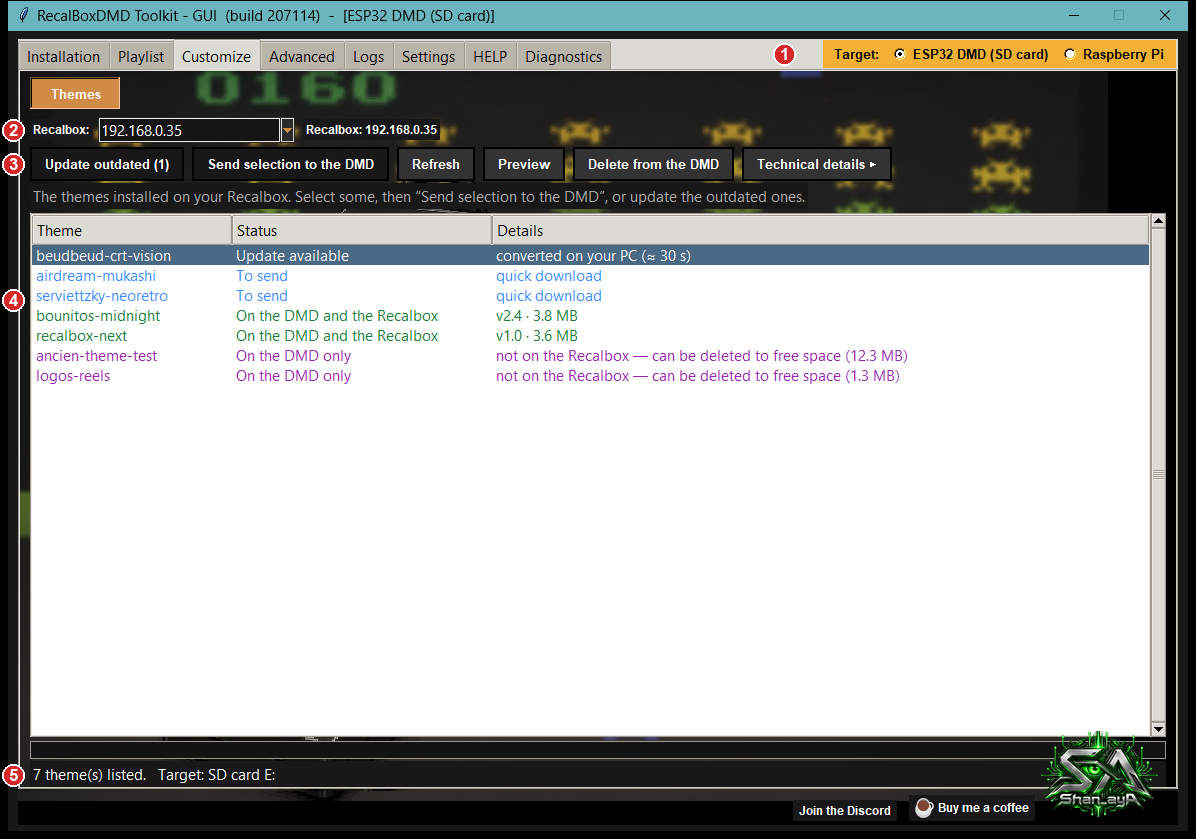 RecalBoxDMD Toolkit - GUI (build 207114) - [ESP32 DMD (SD card)]
Installation Playlist Customize Advanced Logs Settings HELP Diagnostics 1 Target: ESP32 DMD (SD card) Raspberry Pi
Themes
0160
2 Recalbox: 192.168.0.35 Recalbox: 192.168.0.35
3 Update outdated (1) Send selection to the DMD Refresh Preview Delete from the DMD Technical details ▸
The themes installed on your Recalbox. Select some, then “Send selection to the DMD”, or update the outdated ones.
Theme Status Details
beudbeud-crt-vision Update available converted on your PC (≈ 30 s)
airdream-mukashi To send quick download
4 serviettzky-neoretro To send quick download
bounitos-midnight On the DMD and the Recalbox v2.4 · 3.8 MB
recalbox-next On the DMD and the Recalbox v1.0 · 3.6 MB
ancien-theme-test On the DMD only not on the Recalbox — can be deleted to free space (12.3 MB)
logos-reels On the DMD only not on the Recalbox — can be deleted to free space (1.3 MB)
5 7 theme(s) listed. Target: SD card E:
SA
Shan_ayA
Join the Discord Buy me a coffee